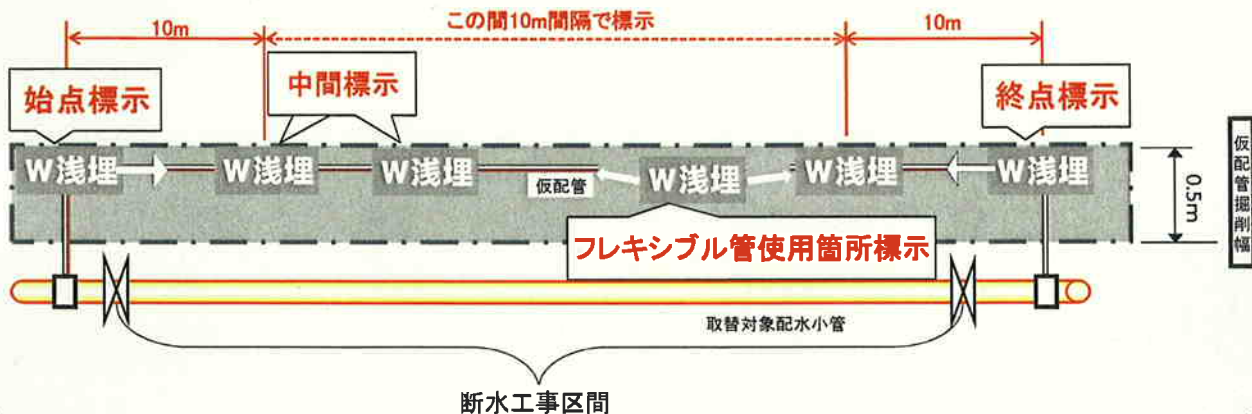 この間10m間隔で標示
10m
10m
始点標示
中間標示
終点標示
W浅埋
W浅埋
W浅埋
仮配管
W浅埋
W浅埋
W浅埋
0.5m
仮配管掘削幅
フレキシブル管使用箇所標示
取替対象配水小管
断水工事区間